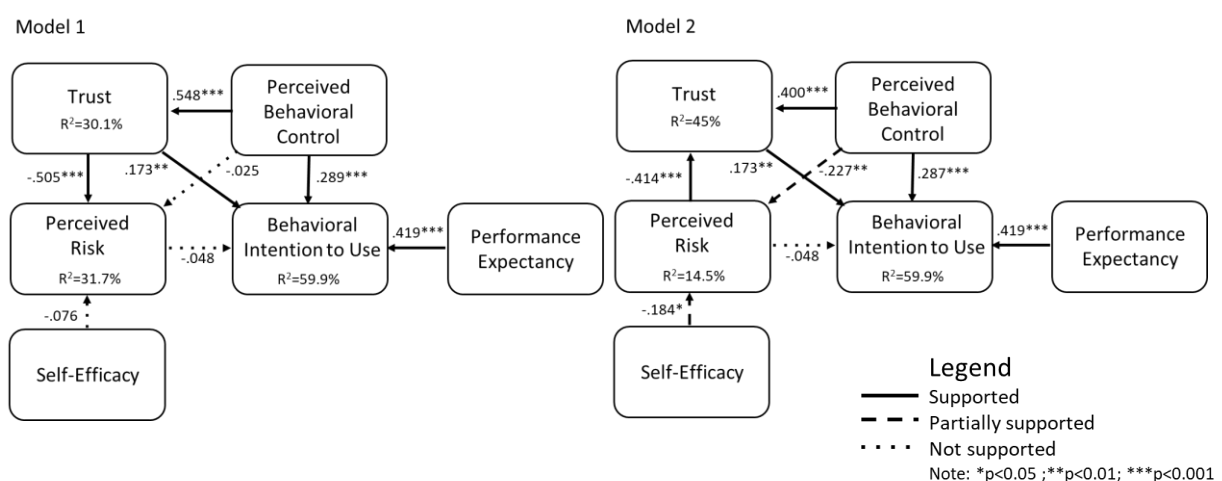 Model 1
Trust
R²=30.1%
.548***
Perceived
Behavioral
Control
-.505***
.173**
-.025
.289***
Perceived
Risk
R²=31.7%
-.048
Behavioral
Intention to Use
R²=59.9%
.419***
Performance
Expectancy
-.076
Self-Efficacy
Model 2
Trust
R²=45%
.400***
Perceived
Behavioral
Control
-.414***
.173**
-.227**
.287***
Perceived
Risk
R²=14.5%
-.048
Behavioral
Intention to Use
R²=59.9%
.419***
Performance
Expectancy
-.184*
Self-Efficacy
Legend
Supported
Partially supported
Not supported
Note: *p<0.05 ;**p<0.01; ***p<0.001